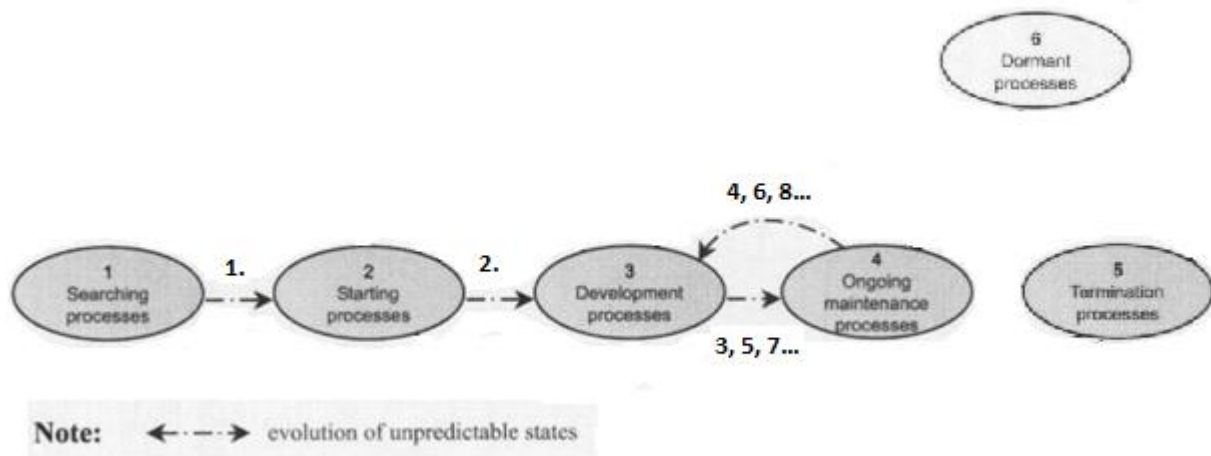 6
Dormant
processes
4, 6, 8...
1
Searching
processes
1.
2
Starting
processes
2.
3
Development
processes
3, 5, 7...
4
Ongoing
maintenance
processes
5
Termination
processes
Note: evolution of unpredictable states